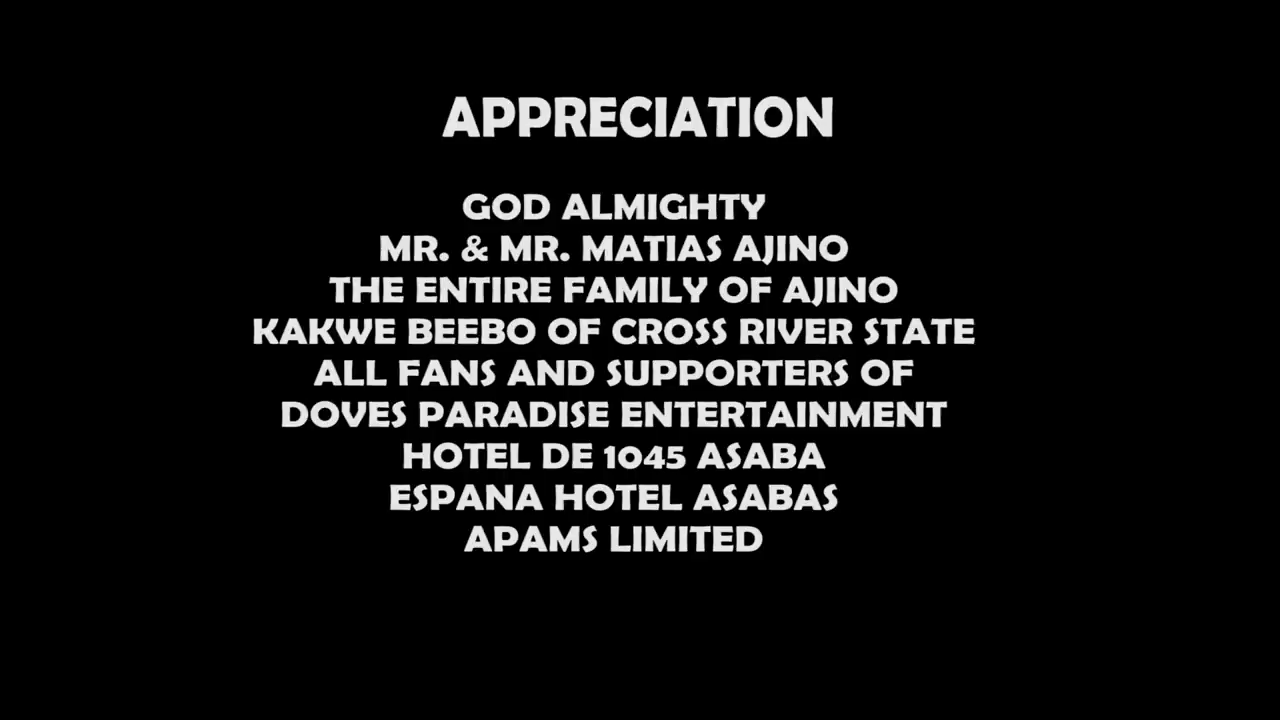 APPRECIATION
GOD ALMIGHTY
MR. & MR. MATIAS AJINO
THE ENTIRE FAMILY OF AJINO
KAKWE BEEBO OF CROSS RIVER STATE
ALL FANS AND SUPPORTERS OF
DOVES PARADISE ENTERTAINMENT
HOTEL DE 1045 ASABA
ESPANA HOTEL ASABAS
APAMS LIMITED